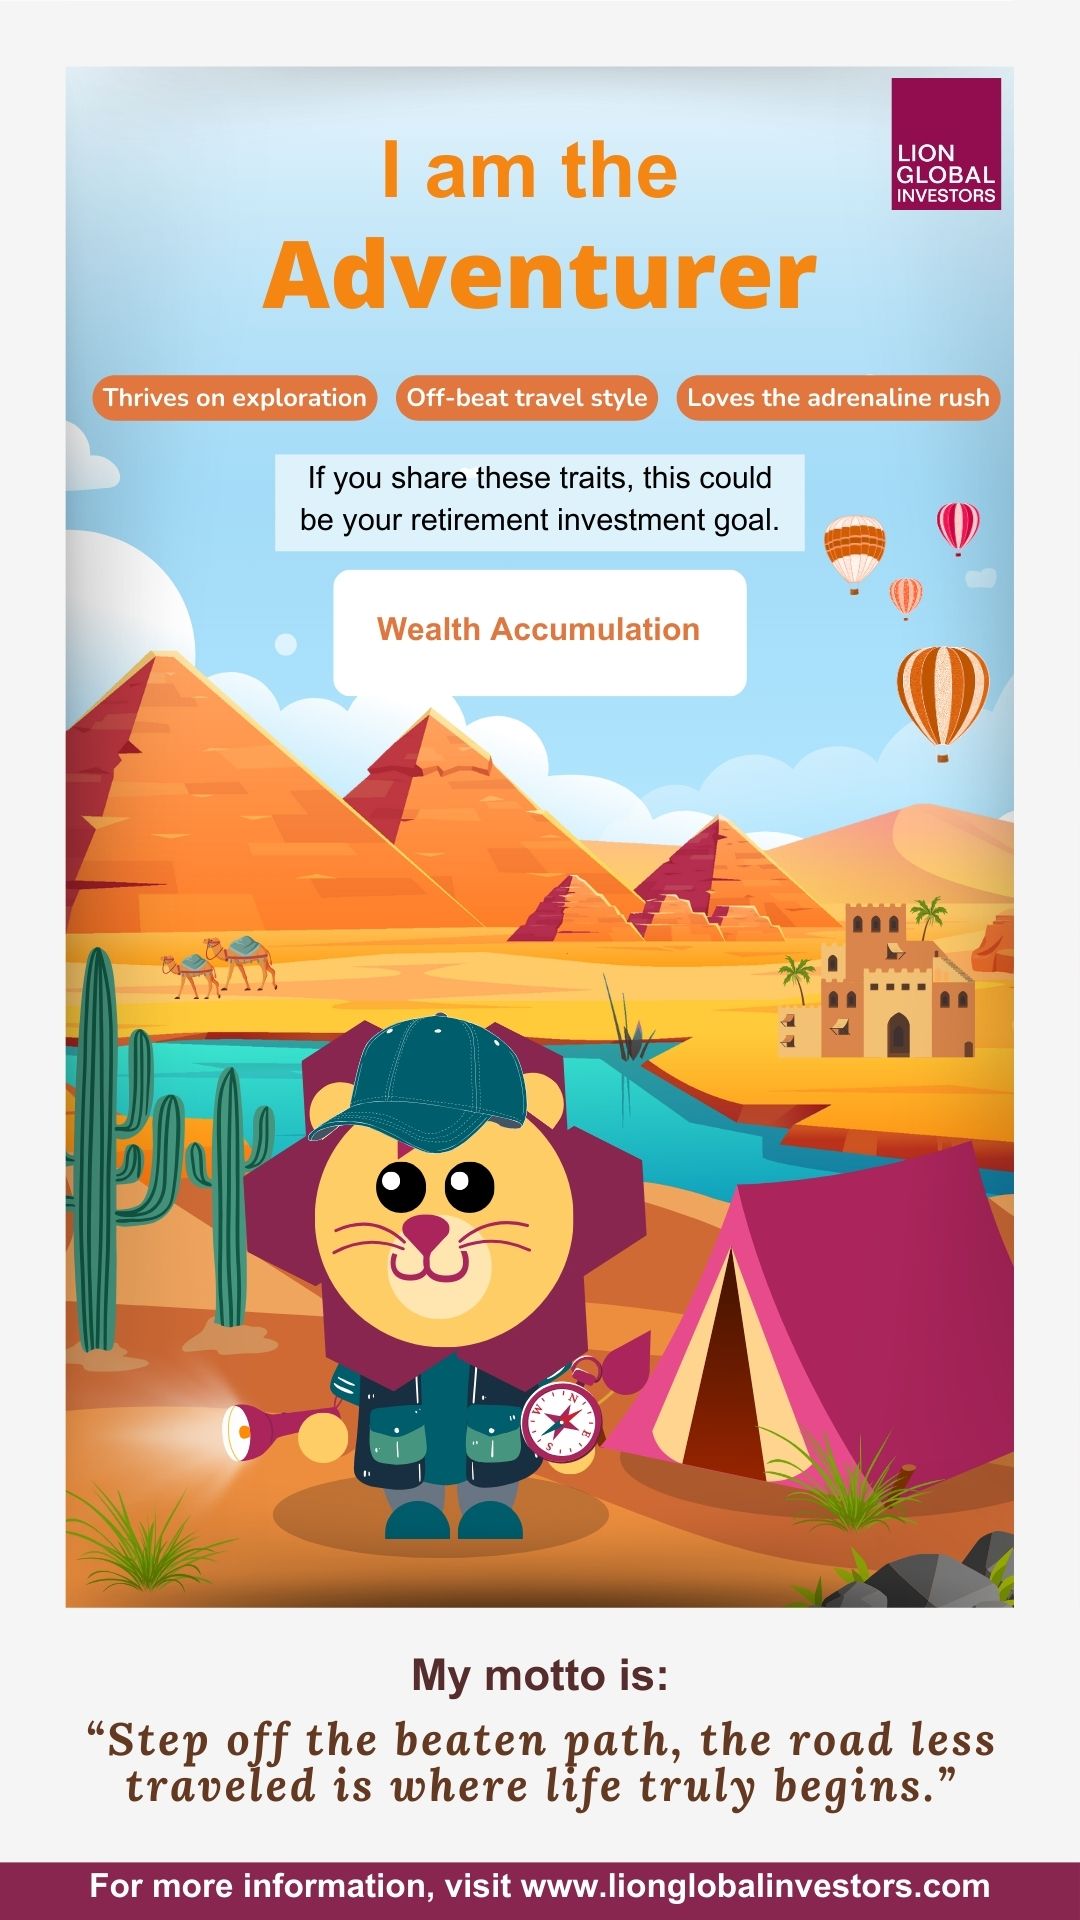 I am the
Adventurer
LION
GLOBAL
INVESTORS
Thrives on exploration
Off-beat travel style
Loves the adrenaline rush
If you share these traits, this could
be your retirement investment goal.
Wealth Accumulation
N
E
S
W
My motto is:
“Step off the beaten path, the road less
traveled is where life truly begins.”
For more information, visit www.lionglobalinvestors.com